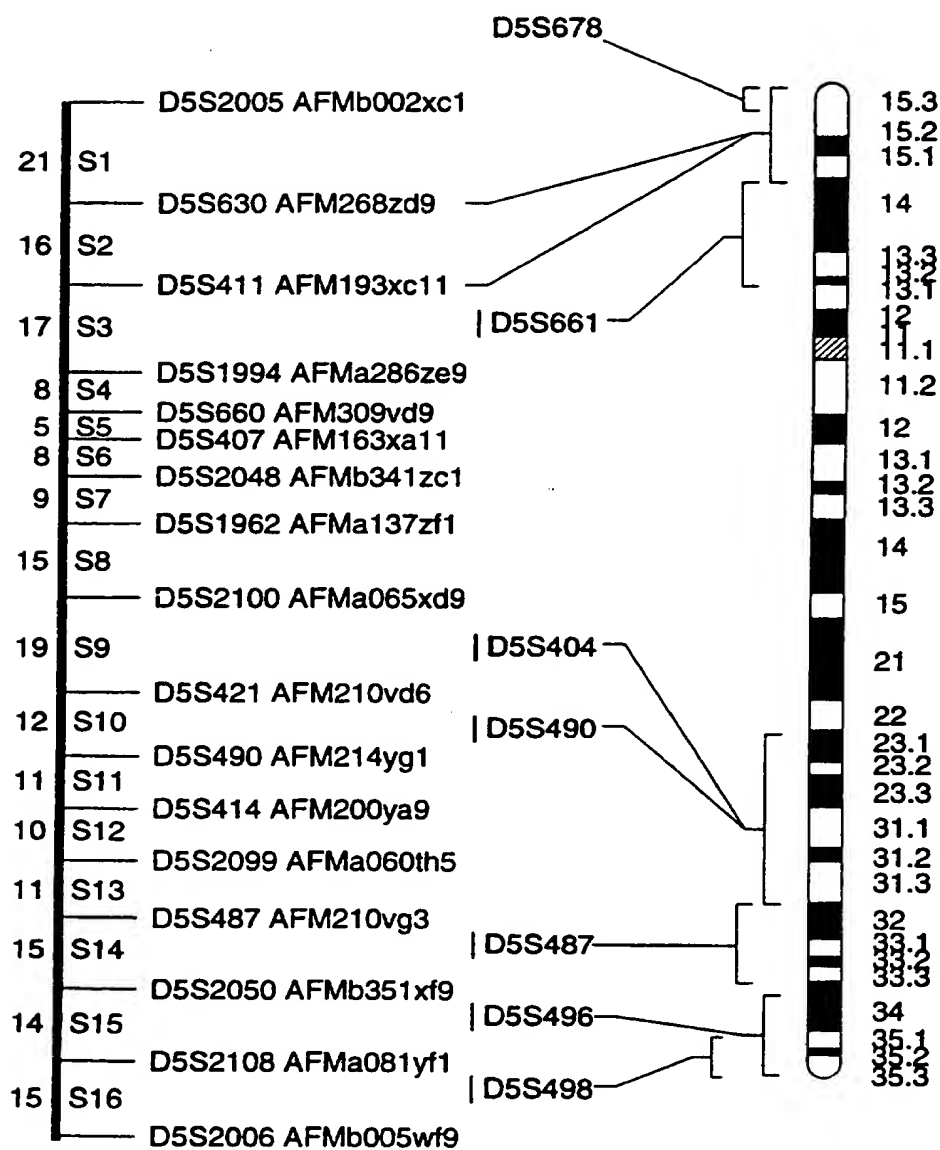 D5S678
D5S2005 AFMb002xc1
21 S1
D5S630 AFM268zd9
16 S2
D5S411 AFM193xc11
17 S3
D5S661
D5S1994 AFMa286ze9
8 S4
D5S660 AFM309vd9
5 S5
D5S407 AFM163xa11
8 S6
D5S2048 AFMb341zc1
9 S7
D5S1962 AFMa137zf1
15 S8
D5S2100 AFMa065xd9
19 S9
D5S404
D5S421 AFM210vd6
12 S10
D5S490
D5S490 AFM214yg1
11 S11
D5S414 AFM200ya9
10 S12
D5S2099 AFMa060th5
11 S13
D5S487 AFM210vg3
15 S14
D5S487
D5S2050 AFMb351xf9
14 S15
D5S496
D5S2108 AFMa081yf1
15 S16
D5S498
D5S2006 AFMb005wf9
15.3
15.2
15.1
14
13.3
13.2
13.1
12
11
11.1
11.2
12
13.1
13.2
13.3
14
15
21
22
23.1
23.2
23.3
31.1
31.2
31.3
32
33.1
33.2
33.3
34
35.1
35.2
35.3